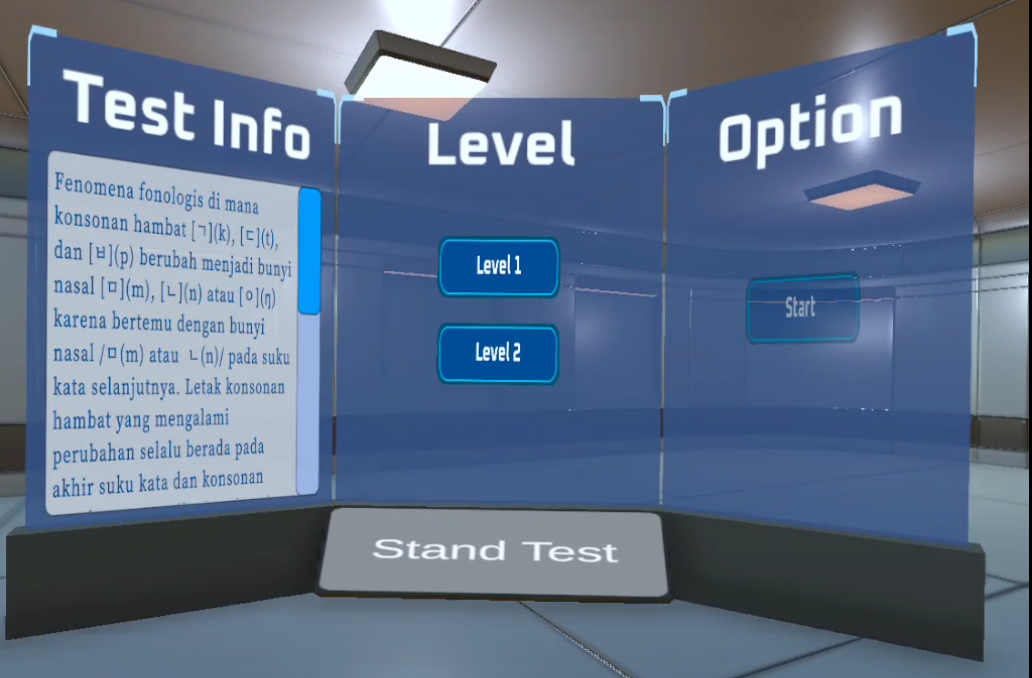 Test Info
Fenomena fonologis di mana
konsonan hambat [ㄱ](k), [ㄷ](t),
dan [ㅂ](p) berubah menjadi bunyi
nasal [ㅁ](m), [ㄴ](n) atau [ㅇ](ŋ)
karena bertemu dengan bunyi
nasal /ㅁ(m) atau ㄴ(n)/ pada suku
kata selanjutnya. Letak konsonan
hambat yang mengalami
perubahan selalu berada pada
akhir suku kata dan konsonan
Level
Level 1
Level 2
Option
Start
Stand Test